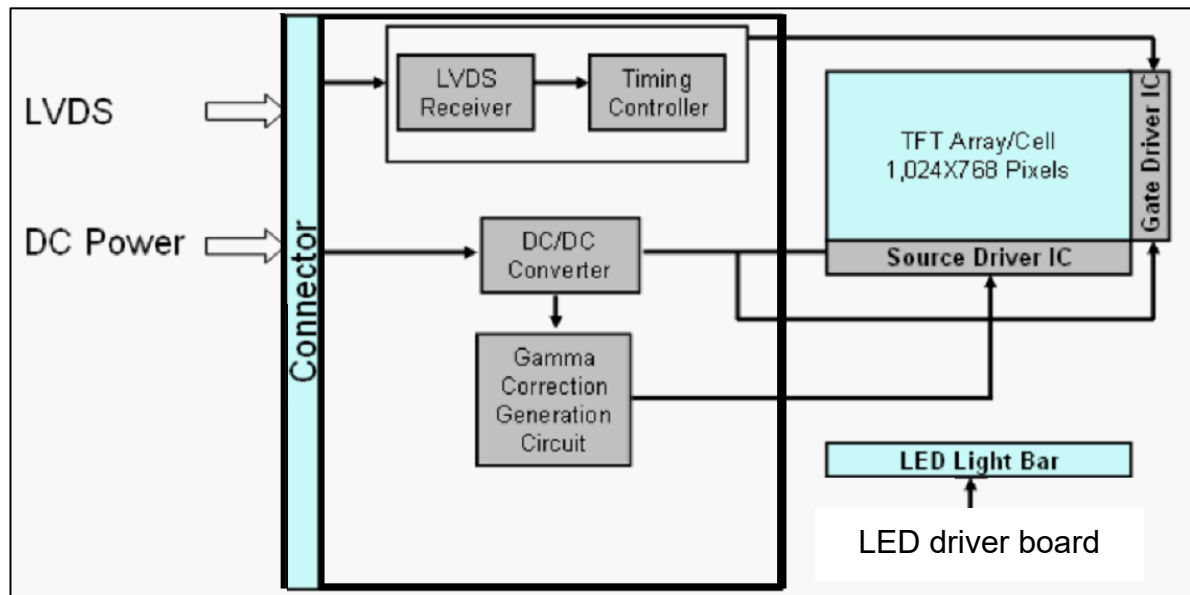 LVDS
DC Power
Connector
LVDS
Receiver
Timing
Controller
DC/DC
Converter
Gamma
Correction
Generation
Circuit
TFT Array/Cell
1,024X768 Pixels
Gate Driver IC
Source Driver IC
LED Light Bar
LED driver board